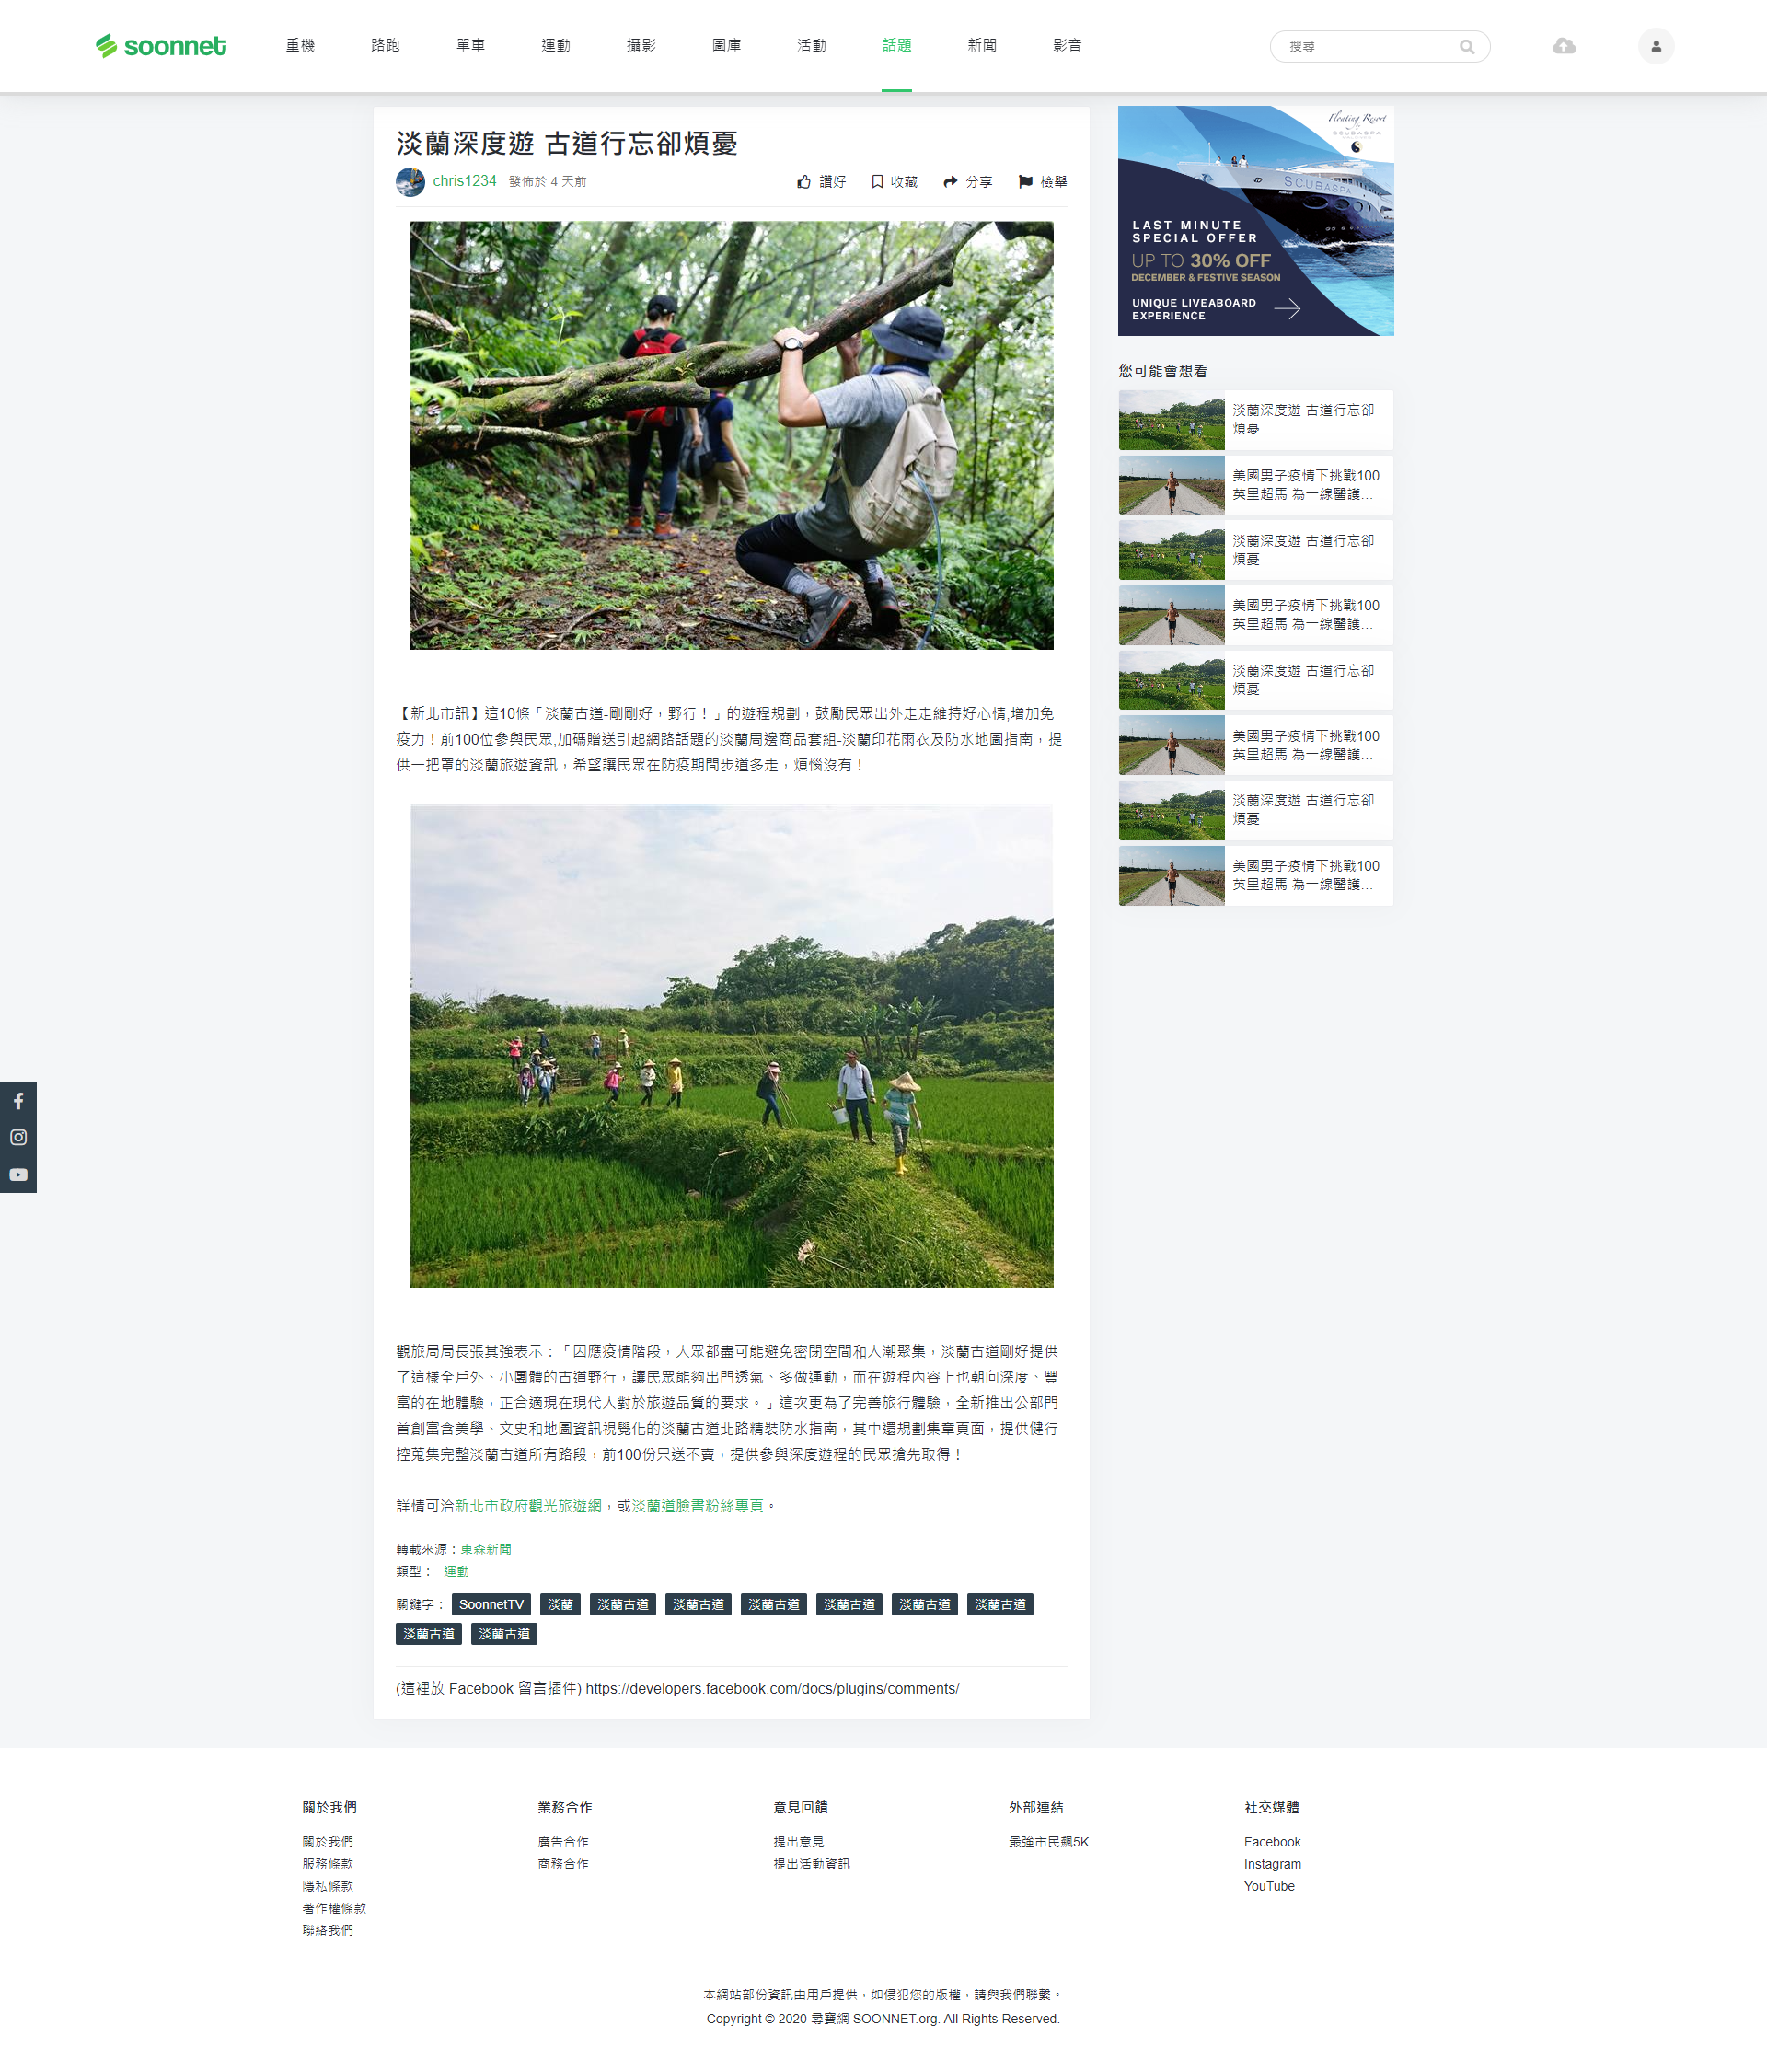 soonnet
重機 路跑 單車 運動 攝影 圖庫 活動 話題 新聞 影音
搜尋
淡蘭深度遊 古道行忘卻煩憂
chris1234 發佈於 4 天前
讚好 收藏 分享 檢舉
【新北市訊】這10條「淡蘭古道-剛剛好，野行！」的遊程規劃，鼓勵民眾出外走走維持好心情,增加免
疫力！前100位參與民眾,加碼贈送引起網路話題的淡蘭周邊商品套組-淡蘭印花雨衣及防水地圖指南，提
供一把罩的淡蘭旅遊資訊，希望讓民眾在防疫期間步道多走，煩惱沒有！
觀旅局局長張其強表示：「因應疫情階段，大眾都盡可能避免密閉空間和人潮聚集，淡蘭古道剛好提供
了這樣全戶外、小團體的古道野行，讓民眾能夠出門透氣、多做運動，而在遊程內容上也朝向深度、豐
富的在地體驗，正合適現在現代人對於旅遊品質的要求。」這次更為了完善旅行體驗，全新推出公部門
首創富含美學、文史和地圖資訊視覺化的淡蘭古道北路精裝防水指南，其中還規劃集章頁面，提供健行
控蒐集完整淡蘭古道所有路段，前100份只送不賣，提供參與深度遊程的民眾搶先取得！
詳情可洽新北市政府觀光旅遊網，或淡蘭道臉書粉絲專頁。
轉載來源：東森新聞
類型： 運動
關鍵字： SoonnetTV 淡蘭 淡蘭古道 淡蘭古道 淡蘭古道 淡蘭古道 淡蘭古道 淡蘭古道
淡蘭古道 淡蘭古道
(這裡放 Facebook 留言插件) https://developers.facebook.com/docs/plugins/comments/
Floating Resort
SCUBASPA
SCUBASPA
LAST MINUTE
SPECIAL OFFER
UP TO 30% OFF
DECEMBER & FESTIVE SEASON
UNIQUE LIVEABOARD
EXPERIENCE
您可能會想看
淡蘭深度遊 古道行忘卻
煩憂
美國男子疫情下挑戰100
英里超馬 為一線醫護...
淡蘭深度遊 古道行忘卻
煩憂
美國男子疫情下挑戰100
英里超馬 為一線醫護...
淡蘭深度遊 古道行忘卻
煩憂
美國男子疫情下挑戰100
英里超馬 為一線醫護...
淡蘭深度遊 古道行忘卻
煩憂
美國男子疫情下挑戰100
英里超馬 為一線醫護...
關於我們
關於我們
服務條款
隱私條款
著作權條款
聯絡我們
業務合作
廣告合作
商務合作
意見回饋
提出意見
提出活動資訊
外部連結
最強市民飆5K
社交媒體
Facebook
Instagram
YouTube
本網站部份資訊由用戶提供，如侵犯您的版權，請與我們聯繫。
Copyright © 2020 尋寶網 SOONNET.org. All Rights Reserved.